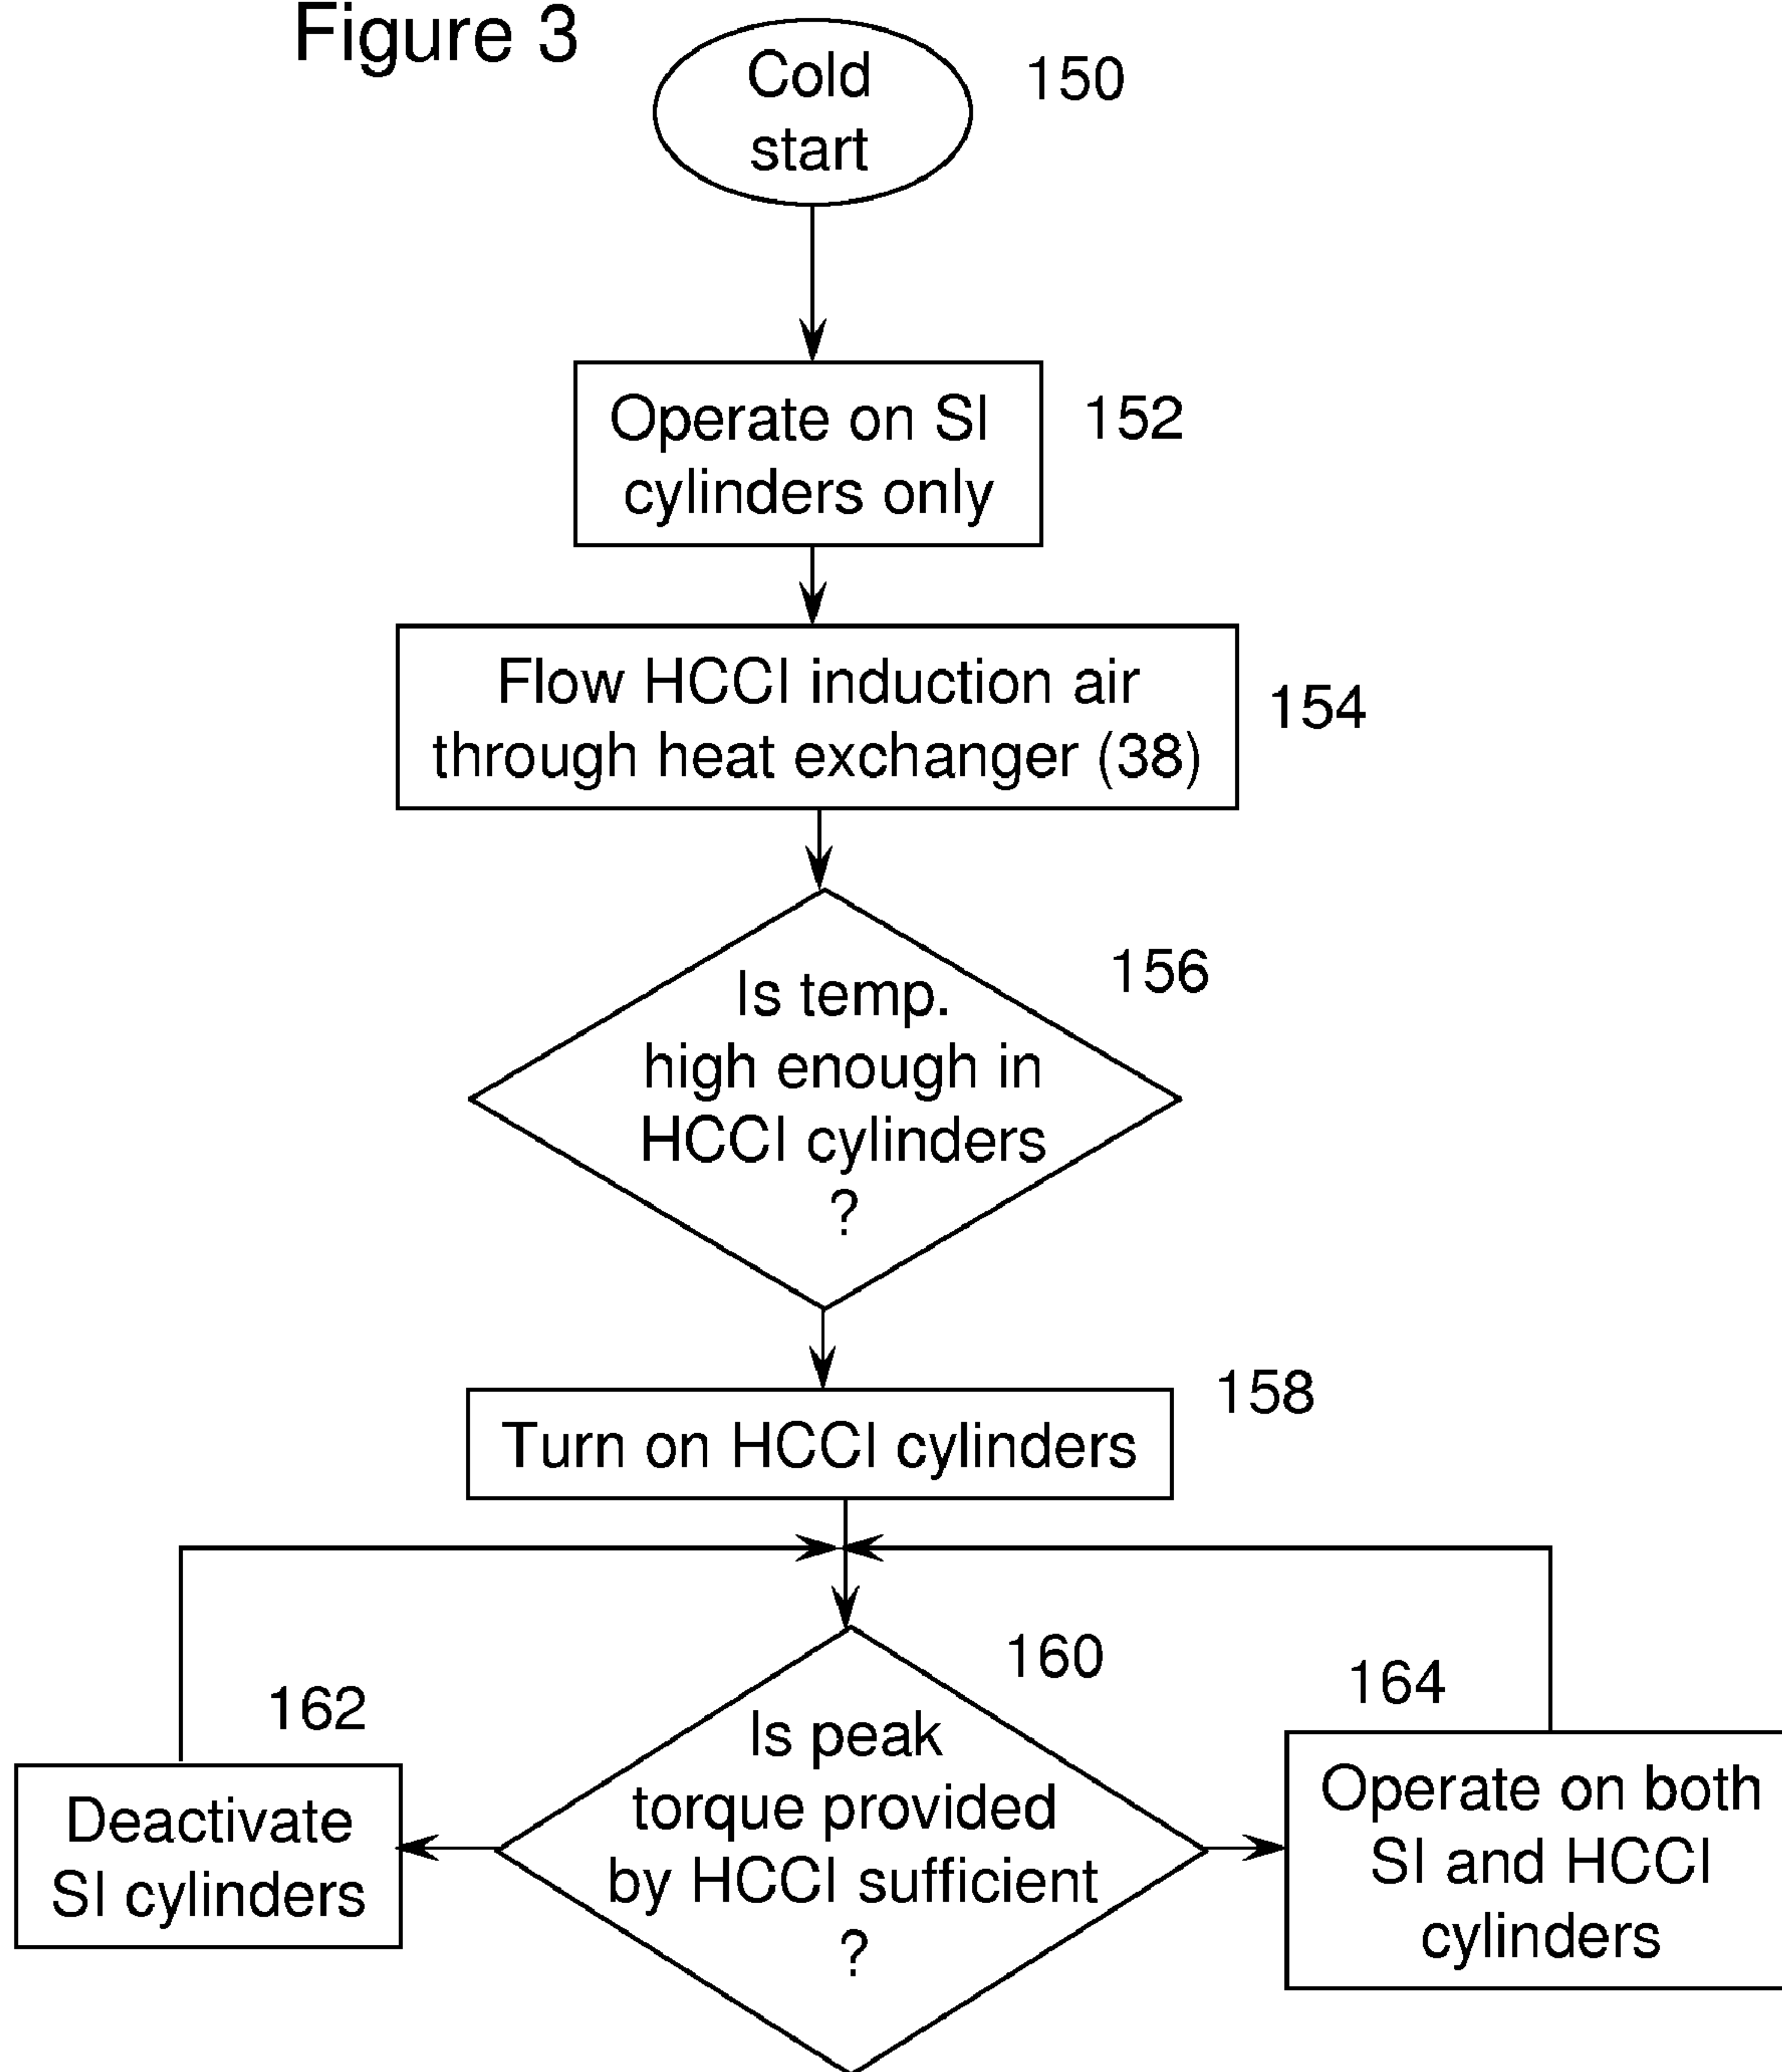 Figure 3
Cold
start
150
Operate on SI
cylinders only
152
Flow HCCI induction air
through heat exchanger (38)
154
Is temp.
high enough in
HCCI cylinders
?
156
Turn on HCCI cylinders
158
Is peak
torque provided
by HCCI sufficient
?
160
162
Deactivate
SI cylinders
164
Operate on both
SI and HCCI
cylinders